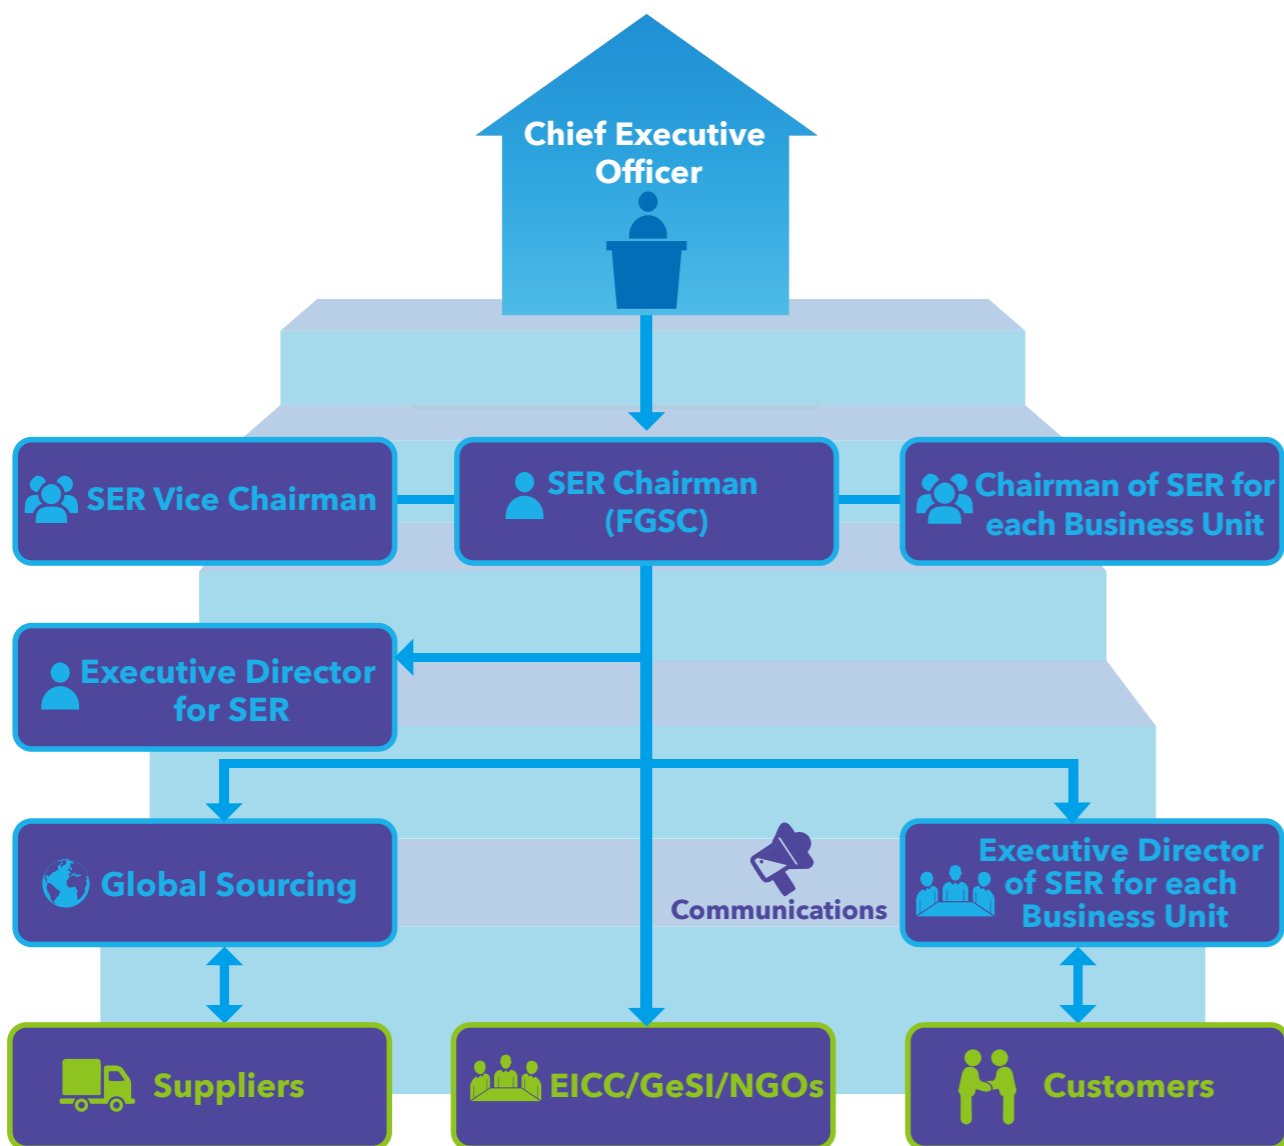 Chief Executive
Officer
SER Vice Chairman
SER Chairman
(FGSC)
Chairman of SER for
each Business Unit
Executive Director
for SER
Global Sourcing
Communications
Executive Director
of SER for each
Business Unit
Suppliers
EICC/GeSI/NGOs
Customers